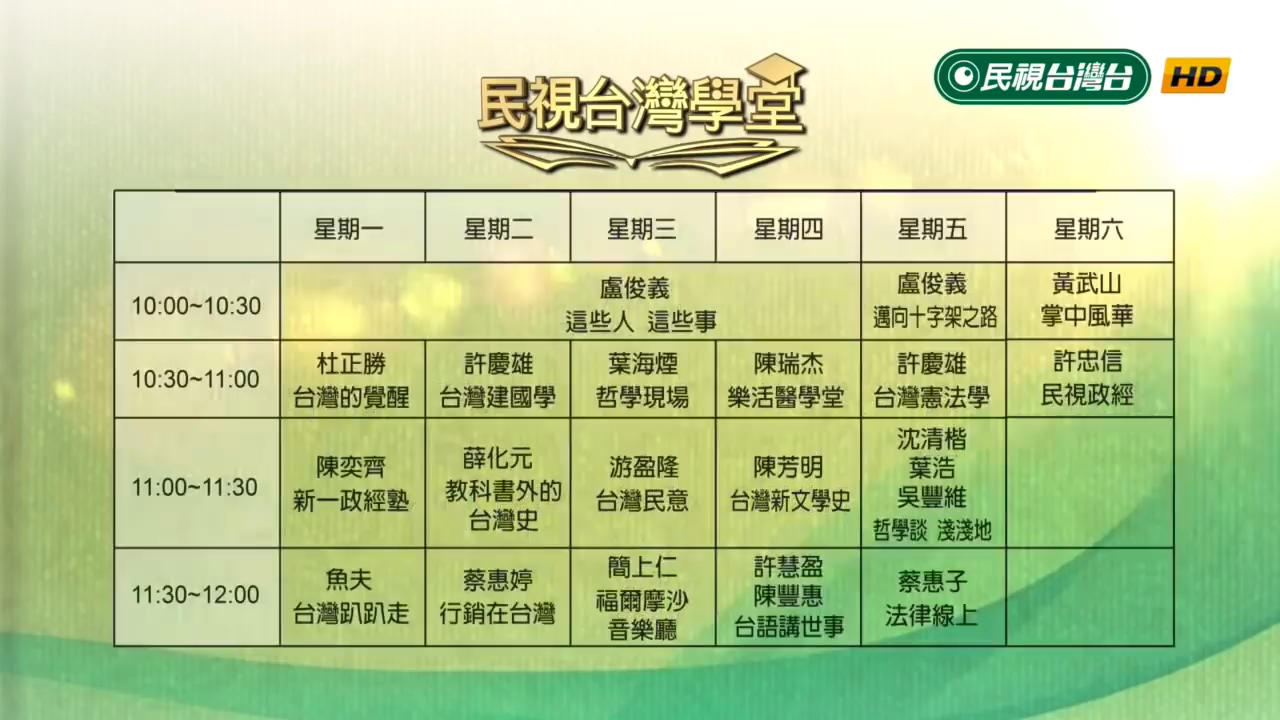 民視台灣學堂
民視台灣台 HD
星期一 星期二 星期三 星期四 星期五 星期六
10:00~10:30
盧俊義
這些人 這些事
盧俊義
邁向十字架之路
黃武山
掌中風華
10:30~11:00
杜正勝
台灣的覺醒
許慶雄
台灣建國學
葉海煙
哲學現場
陳瑞杰
樂活醫學堂
許慶雄
台灣憲法學
許忠信
民視政經
11:00~11:30
陳奕齊
新一政經塾
薛化元
教科書外的
台灣史
游盈隆
台灣民意
陳芳明
台灣新文學史
沈清楷
葉浩
吳豐維
哲學談 淺淺地
11:30~12:00
魚夫
台灣趴趴走
蔡惠婷
行銷在台灣
簡上仁
福爾摩沙
音樂廳
許慧盈
陳豐惠
台語講世事
蔡惠子
法律線上